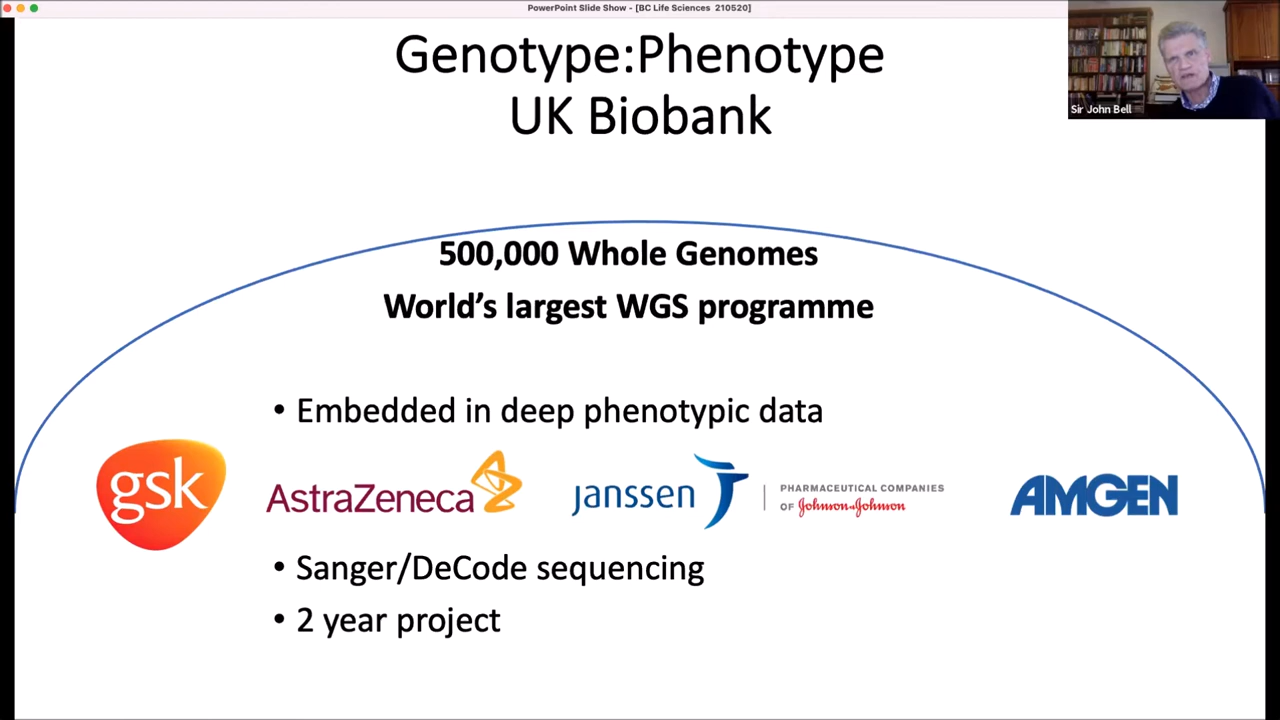 PowerPoint Slide Show - [BC Life Sciences 210520]
Genotype:Phenotype
UK Biobank
Sir John Bell
500,000 Whole Genomes
World's largest WGS programme
• Embedded in deep phenotypic data
gsk
AstraZeneca
janssen
PHARMACEUTICAL COMPANIES
OF Johnson & Johnson
AMGEN
• Sanger/DeCode sequencing
• 2 year project